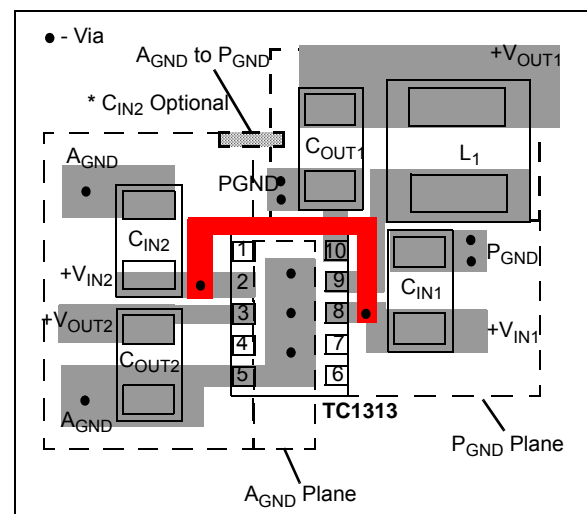 ● - Via
AGND to PGND
+VOUT1
* CIN2 Optional
AGND
COUT1
L1
PGND
CIN2
1
10
PGND
+VIN2
2
9
CIN1
+VOUT2
3
8
+VIN1
COUT2
4
7
5
6
AGND
TC1313
PGND Plane
AGND Plane